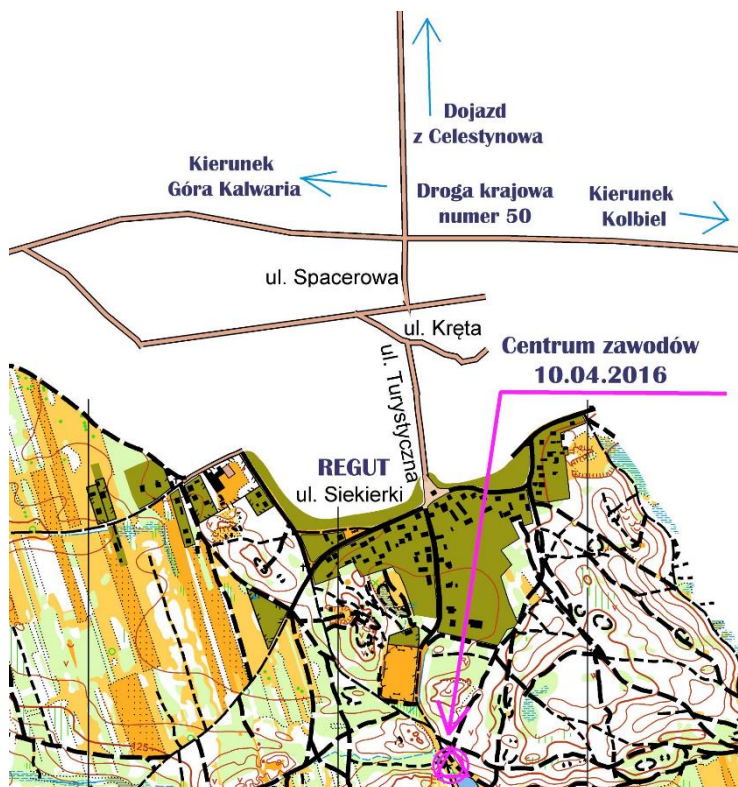 Dojazd
z Celestynowa
Kierunek
Góra Kalwaria
Droga krajowa
numer 50
Kierunek
Kolbiel
ul. Spacerowa
ul. Kręta
Centrum zawodów
10.04.2016
ul. Turystyczna
REGUT
ul. Siekierki
125